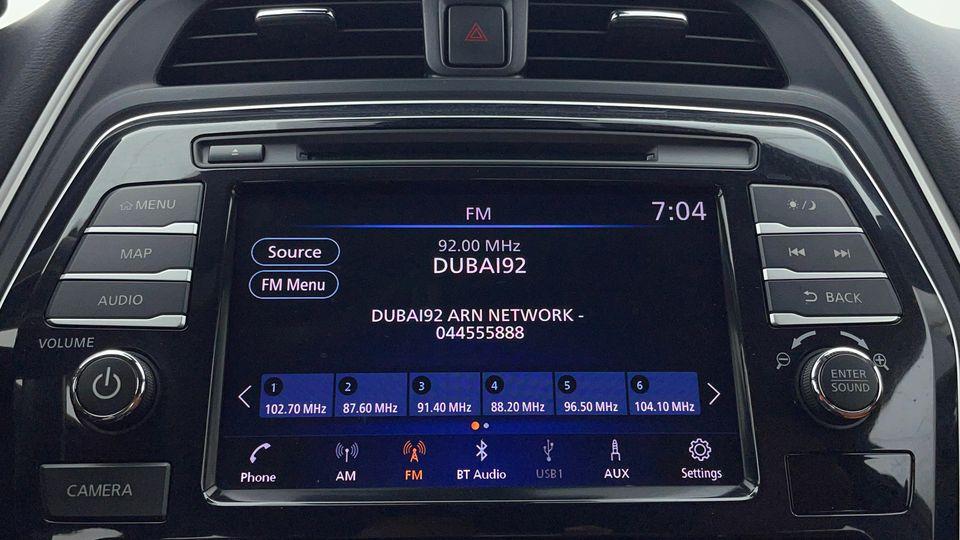 FM
7:04
MENU
MAP
AUDIO
VOLUME
CAMERA
Source
FM Menu
92.00 MHz
DUBAI92
DUBAI92 ARN NETWORK -
044555888
1 2 3 4 5 6
102.70 MHz 87.60 MHz 91.40 MHz 88.20 MHz 96.50 MHz 104.10 MHz
Phone AM FM BT Audio USB1 AUX Settings
BACK
ENTER
SOUND